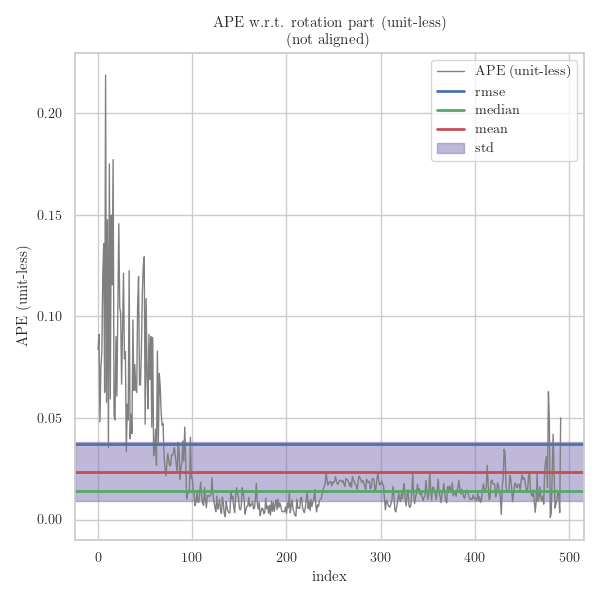 APE w.r.t. rotation part (unit-less)
(not aligned)
APE (unit-less)
rmse
median
mean
std
0.20
0.15
0.10
0.05
0.00
APE (unit-less)
0 100 200 300 400 500
index